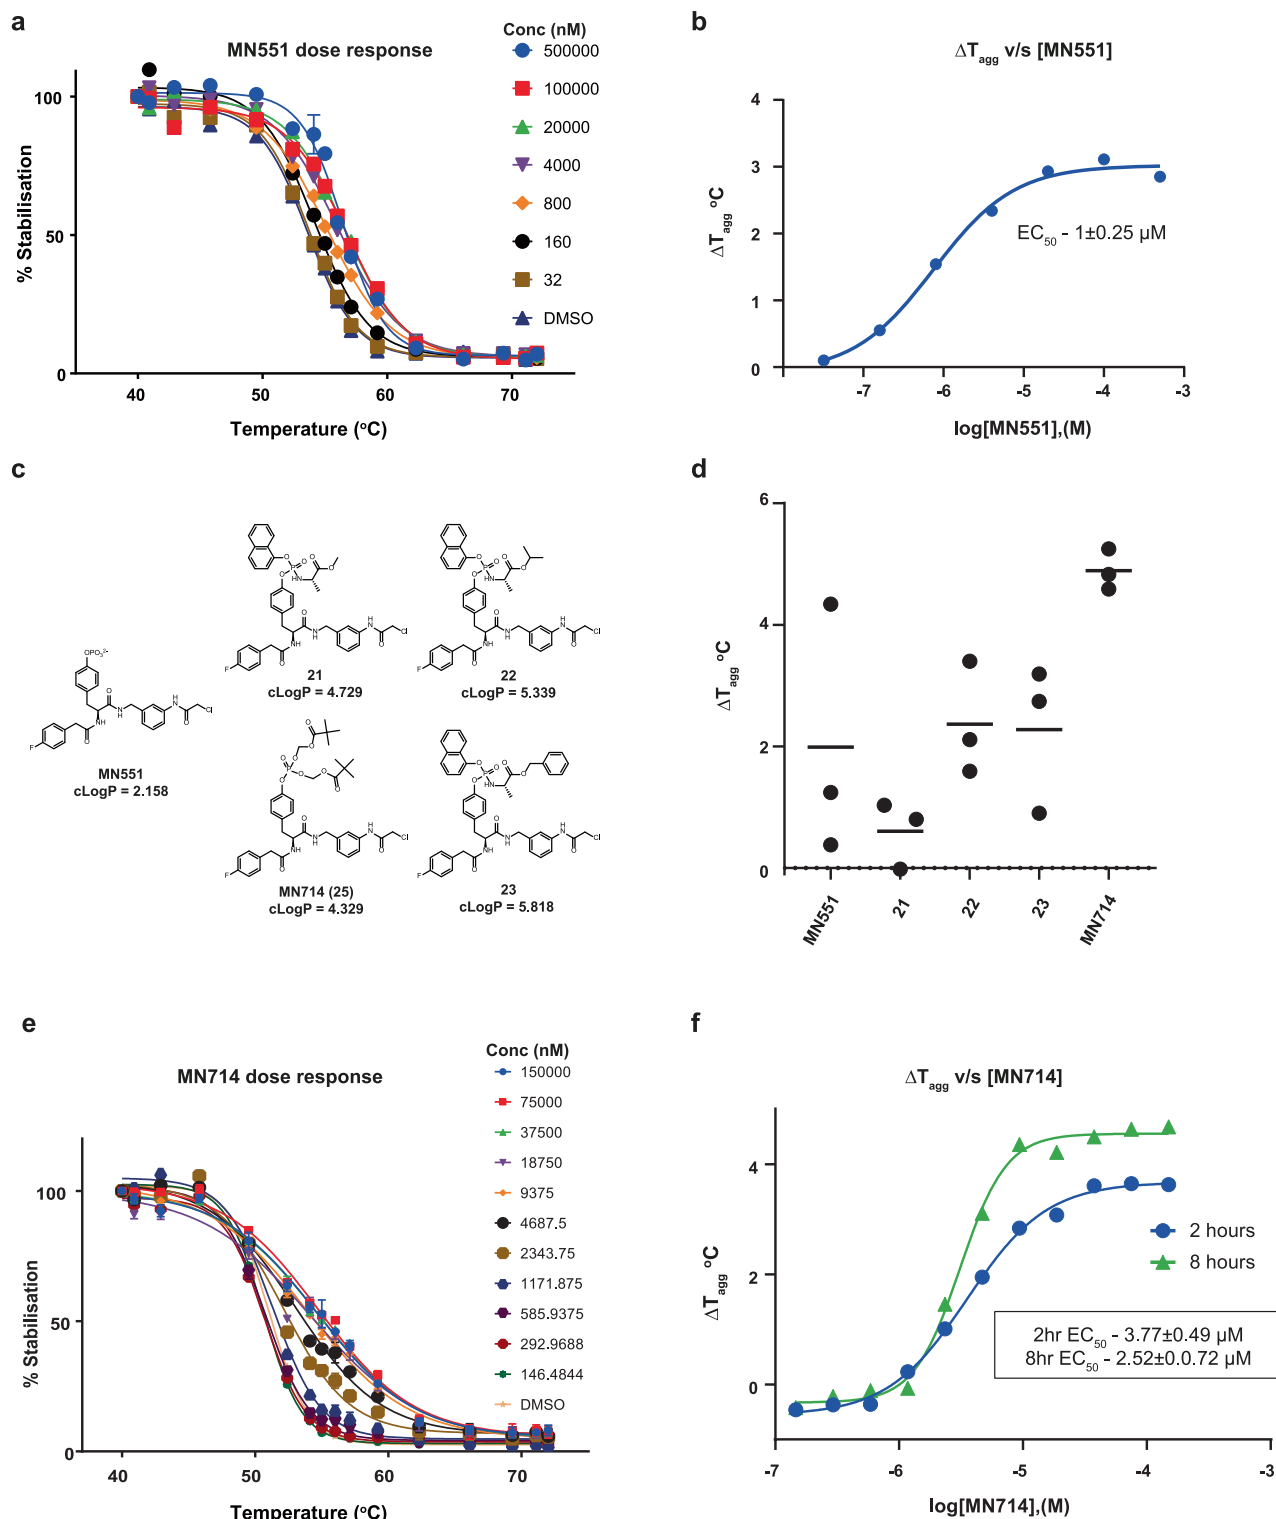 a
MN551 dose response
Conc (nM)
500000
100000
20000
4000
800
160
32
DMSO
% Stabilisation
100
50
0
40 50 60 70
Temperature (°C)
b
ΔTagg v/s [MN551]
ΔTagg °C
4
3
2
1
0
EC50 - 1±0.25 µM
-7 -6 -5 -4 -3
log[MN551],(M)
c
OPO3 2-
O
NH
O
N
H
H
N
O
Cl
F
MN551
cLogP = 2.158
21
cLogP = 4.729
22
cLogP = 5.339
MN714 (25)
cLogP = 4.329
23
cLogP = 5.818
d
ΔTagg °C
6
4
2
0
MN551
21
22
23
MN714
e
MN714 dose response
Conc (nM)
150000
75000
37500
18750
9375
4687.5
2343.75
1171.875
585.9375
292.9688
146.4844
DMSO
% Stabilisation
100
50
0
40 50 60 70
Temperature (°C)
f
ΔTagg v/s [MN714]
ΔTagg °C
4
2
0
2 hours
8 hours
2hr EC50 - 3.77±0.49 µM
8hr EC50 - 2.52±0.0.72 µM
-7 -6 -5 -4 -3
log[MN714],(M)